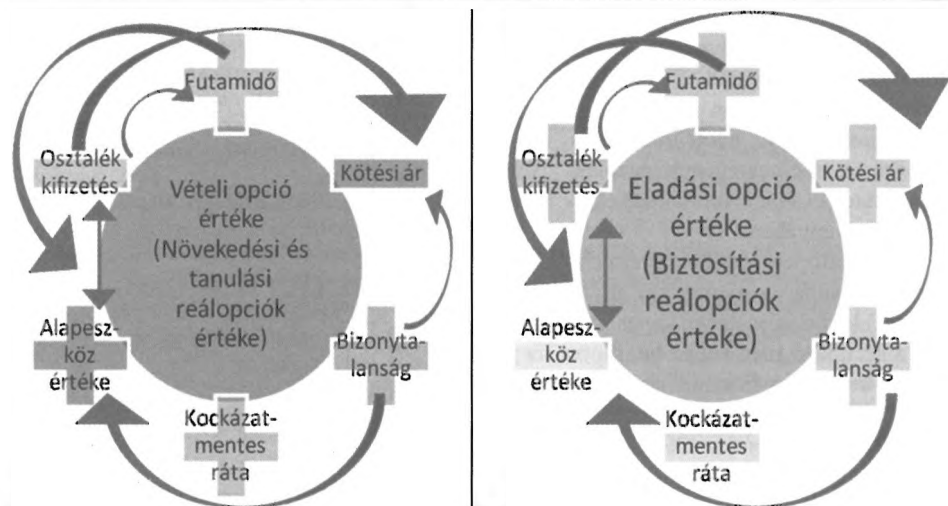 Futamidő
Osztalék
kifizetés
Kötési ár
Vételi opció
értéke
(Növekedési és
tanulási
reálopciók
értéke)
Alapesz-
köz
értéke
Bizonyta-
lanság
Kockázat-
mentes
ráta
Futamidő
Osztalék
kifizetés
Kötési ár
Eladási opció
értéke
(Biztosítási
reálopciók
értéke)
Alapesz-
köz
értéke
Bizonyta-
lanság
Kockázat-
mentes
ráta